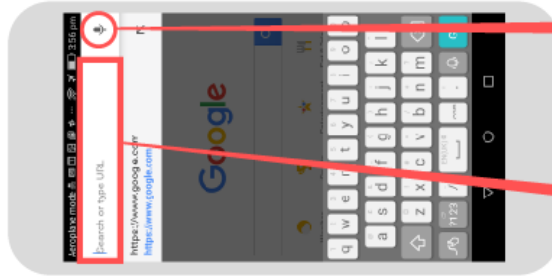 Aeroplane mode 3:56 pm
Search or type URL
https://www.google.com
https://www.google.com
Google
q w e r t y u i o p
a s d f g h j k l
z x c v b n m
?123 / .com .